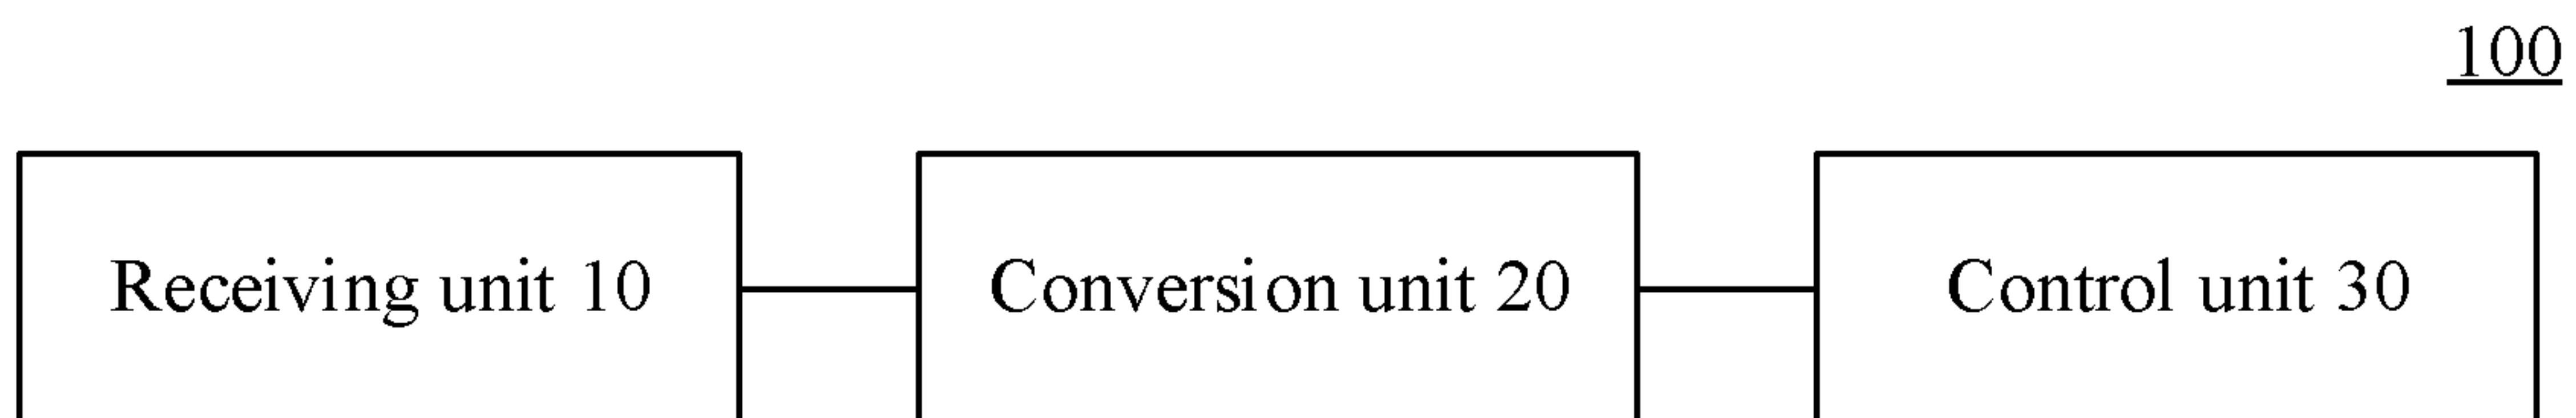 100
Receiving unit 10
Conversion unit 20
Control unit 30